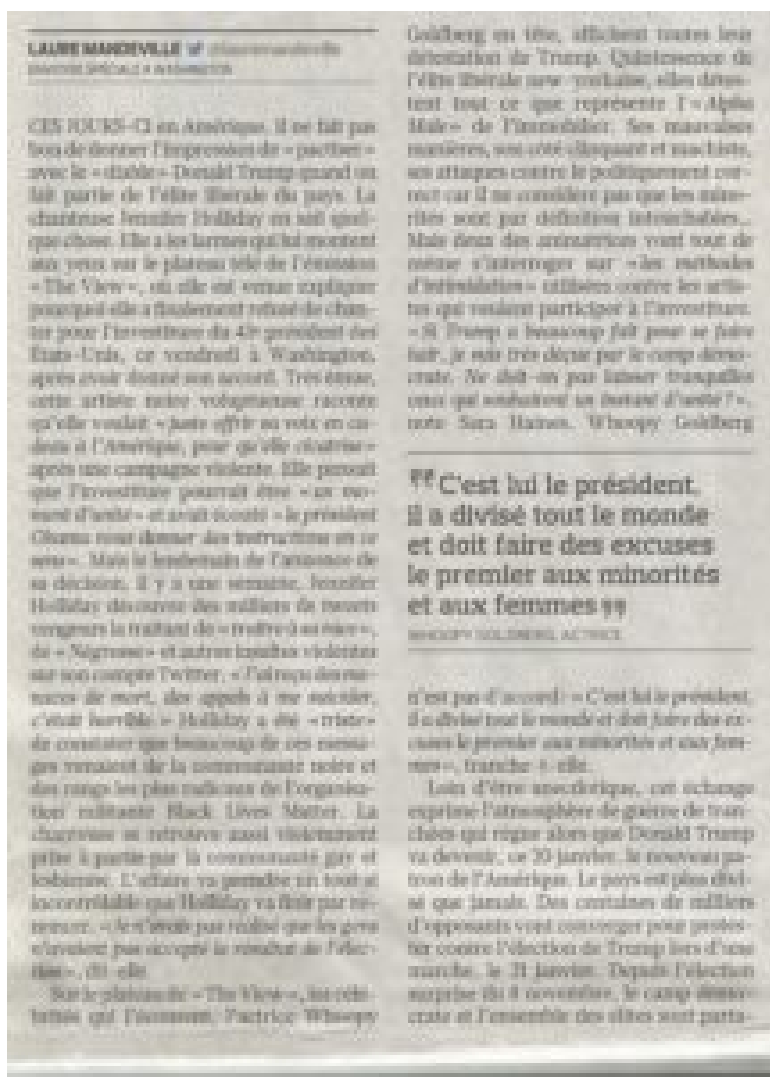 LAURE MANDEVILLE @lauremandeville
ENVOYÉE SPÉCIALE À WASHINGTON
CES JOURS-CI en Amérique, il ne fait pas
bon de donner l'impression de « pactiser »
avec le « diable » Donald Trump quand on
fait partie de l'élite libérale du pays. La
chanteuse Jennifer Holliday en sait quel-
que chose. Elle a les larmes qui lui montent
aux yeux sur le plateau télé de l'émission
« The View », où elle est venue expliquer
pourquoi elle a finalement refusé de chan-
ter pour l'investiture du 45e président des
États-Unis, ce vendredi à Washington,
après avoir donné son accord. Très émue,
cette artiste noire volupteuse raconte
qu'elle voulait « juste offrir sa voix en ca-
deau à l'Amérique, pour qu'elle cicatrise »
après une campagne violente. Elle pensait
que l'investiture pourrait être « un mo-
ment d'unité » et avait écouté « le président
Obama nous donner des instructions en ce
sens ». Mais le lendemain de l'annonce de
sa décision, il y a une semaine, Jennifer
Holliday découvre des milliers de tweets
vengeurs la traitant de « traître à sa race »,
de « Négresse » et autres insultes violentes
sur son compte Twitter. « J'ai reçu des me-
naces de mort, des appels à me suicider,
c'était horrible. » Holliday a été « triste »
de constater que beaucoup de ces messa-
ges venaient de la communauté noire et
des rangs les plus radicaux de l'organisa-
tion militante Black Lives Matter. La
chanteuse se retrouve aussi violemment
prise à partie par la communauté gay et
lesbienne. L'affaire va prendre un tour si
incontrôlable que Holliday va finir par re-
noncer. « Je n'avais pas réalisé que les gens
n'avaient pas accepté le résultat de l'élec-
tion », dit-elle.
Sur le plateau de « The View », les célé-
brités qui l'écoutent, l'actrice Whoopy
Goldberg en tête, affichent toutes leur
détestation de Trump. Quintessence de
l'élite libérale new-yorkaise, elles détes-
tent tout ce que représente l'« Alpha
Male » de l'immobilier. Ses mauvaises
manières, son côté clinquant et machiste,
ses attaques contre le politiquement cor-
rect car il ne considère pas que les mino-
rités sont par définition intouchables...
Mais deux des animatrices vont tout de
même s'interroger sur « les méthodes
d'intimidation » utilisées contre les artis-
tes qui veulent participer à l'investiture.
« Si Trump a beaucoup fait pour se faire
haïr, je suis très déçue par le camp démo-
crate. Ne doit-on pas laisser tranquilles
ceux qui souhaitent un instant d'unité ? »,
note Sara Haines. Whoopy Goldberg
"C'est lui le président,
il a divisé tout le monde
et doit faire des excuses
le premier aux minorités
et aux femmes"
WHOOPY GOLDBERG, ACTRICE
n'est pas d'accord : « C'est lui le président,
il a divisé tout le monde et doit faire des ex-
cuses le premier aux minorités et aux fem-
mes », tranche-t-elle.
Loin d'être anecdotique, cet échange
exprime l'atmosphère de guerre de tran-
chées qui règne alors que Donald Trump
va devenir, ce 20 janvier, le nouveau pa-
tron de l'Amérique. Le pays est plus divi-
sé que jamais. Des centaines de milliers
d'opposants vont converger pour protes-
ter contre l'élection de Trump lors d'une
marche, le 21 janvier. Depuis l'élection
surprise du 8 novembre, le camp démo-
crate et l'ensemble des élites sont parta-